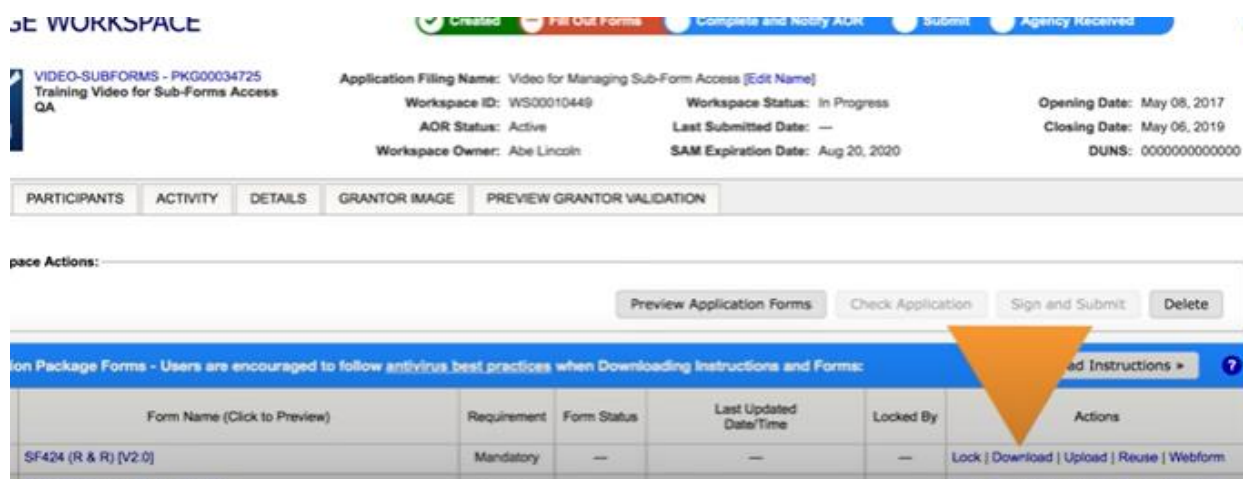 GE WORKSPACE
Created
Fill Out Forms
Complete and Notify AOR
Submit
Agency Received
VIDEO-SUBFORMS - PKG00034725
Training Video for Sub-Forms Access
QA
Application Filing Name: Video for Managing Sub-Form Access [Edit Name]
Workspace ID: WS00010449 Workspace Status: In Progress Opening Date: May 08, 2017
AOR Status: Active Last Submitted Date: — Closing Date: May 06, 2019
Workspace Owner: Abe Lincoln SAM Expiration Date: Aug 20, 2020 DUNS: 0000000000000
PARTICIPANTS ACTIVITY DETAILS GRANTOR IMAGE PREVIEW GRANTOR VALIDATION
pace Actions:
Preview Application Forms Check Application Sign and Submit Delete
ion Package Forms - Users are encouraged to follow antivirus best practices when Downloading Instructions and Forms: ad Instructions » ?
Form Name (Click to Preview) Requirement Form Status Last Updated Date/Time Locked By Actions
SF424 (R & R) [V2.0] Mandatory — — — Lock | Download | Upload | Reuse | Webform